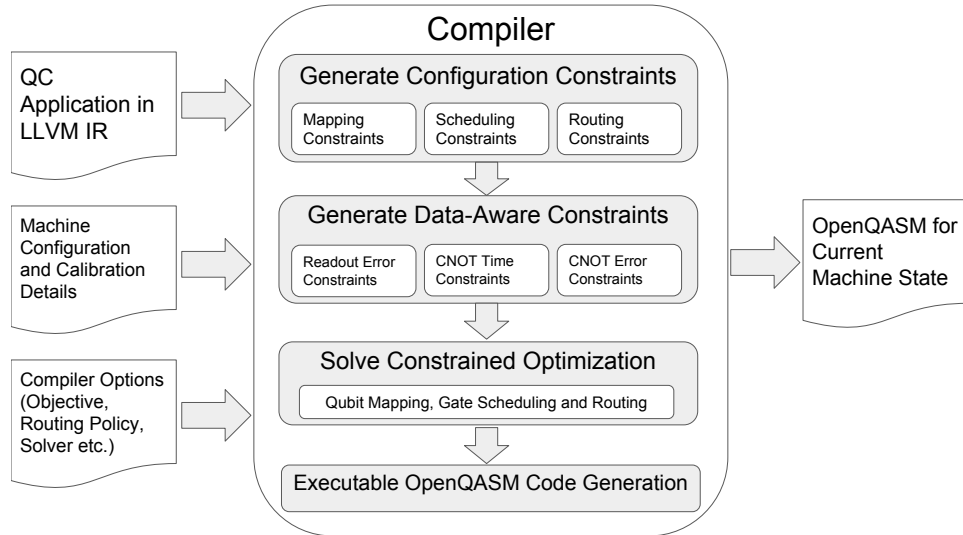 Compiler
QC
Application in
LLVM IR
Generate Configuration Constraints
Mapping
Constraints
Scheduling
Constraints
Routing
Constraints
Machine
Configuration
and Calibration
Details
Generate Data-Aware Constraints
Readout Error
Constraints
CNOT Time
Constraints
CNOT Error
Constraints
OpenQASM for
Current
Machine State
Compiler Options
(Objective,
Routing Policy,
Solver etc.)
Solve Constrained Optimization
Qubit Mapping, Gate Scheduling and Routing
Executable OpenQASM Code Generation